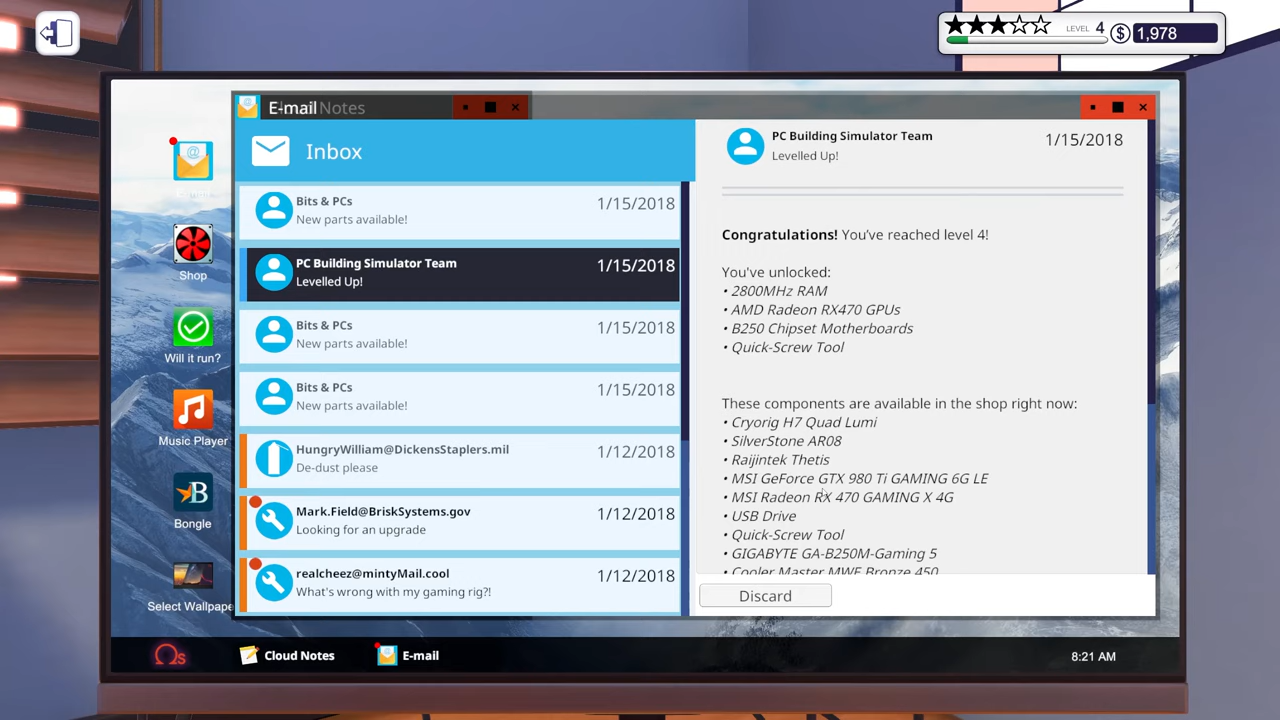 LEVEL 4
$ 1,978
E-mail Notes
Inbox
Bits & PCs
1/15/2018
New parts available!
PC Building Simulator Team
1/15/2018
Levelled Up!
Bits & PCs
1/15/2018
New parts available!
Bits & PCs
1/15/2018
New parts available!
HungryWilliam@DickensStaplers.mil
1/12/2018
De-dust please
Mark.Field@BriskSystems.gov
1/12/2018
Looking for an upgrade
realcheez@mintyMail.cool
1/12/2018
What's wrong with my gaming rig?!
PC Building Simulator Team
1/15/2018
Levelled Up!
Congratulations! You've reached level 4!
You've unlocked:
• 2800MHz RAM
• AMD Radeon RX470 GPUs
• B250 Chipset Motherboards
• Quick-Screw Tool
These components are available in the shop right now:
• Cryorig H7 Quad Lumi
• SilverStone AR08
• Raijintek Thetis
• MSI GeForce GTX 980 Ti GAMING 6G LE
• MSI Radeon RX 470 GAMING X 4G
• USB Drive
• Quick-Screw Tool
• GIGABYTE GA-B250M-Gaming 5
• Cooler Master MWE Bronze 450
Discard
Shop
Will it run?
Music Player
Bongle
Select Wallpape
Ωs
Cloud Notes
E-mail
8:21 AM